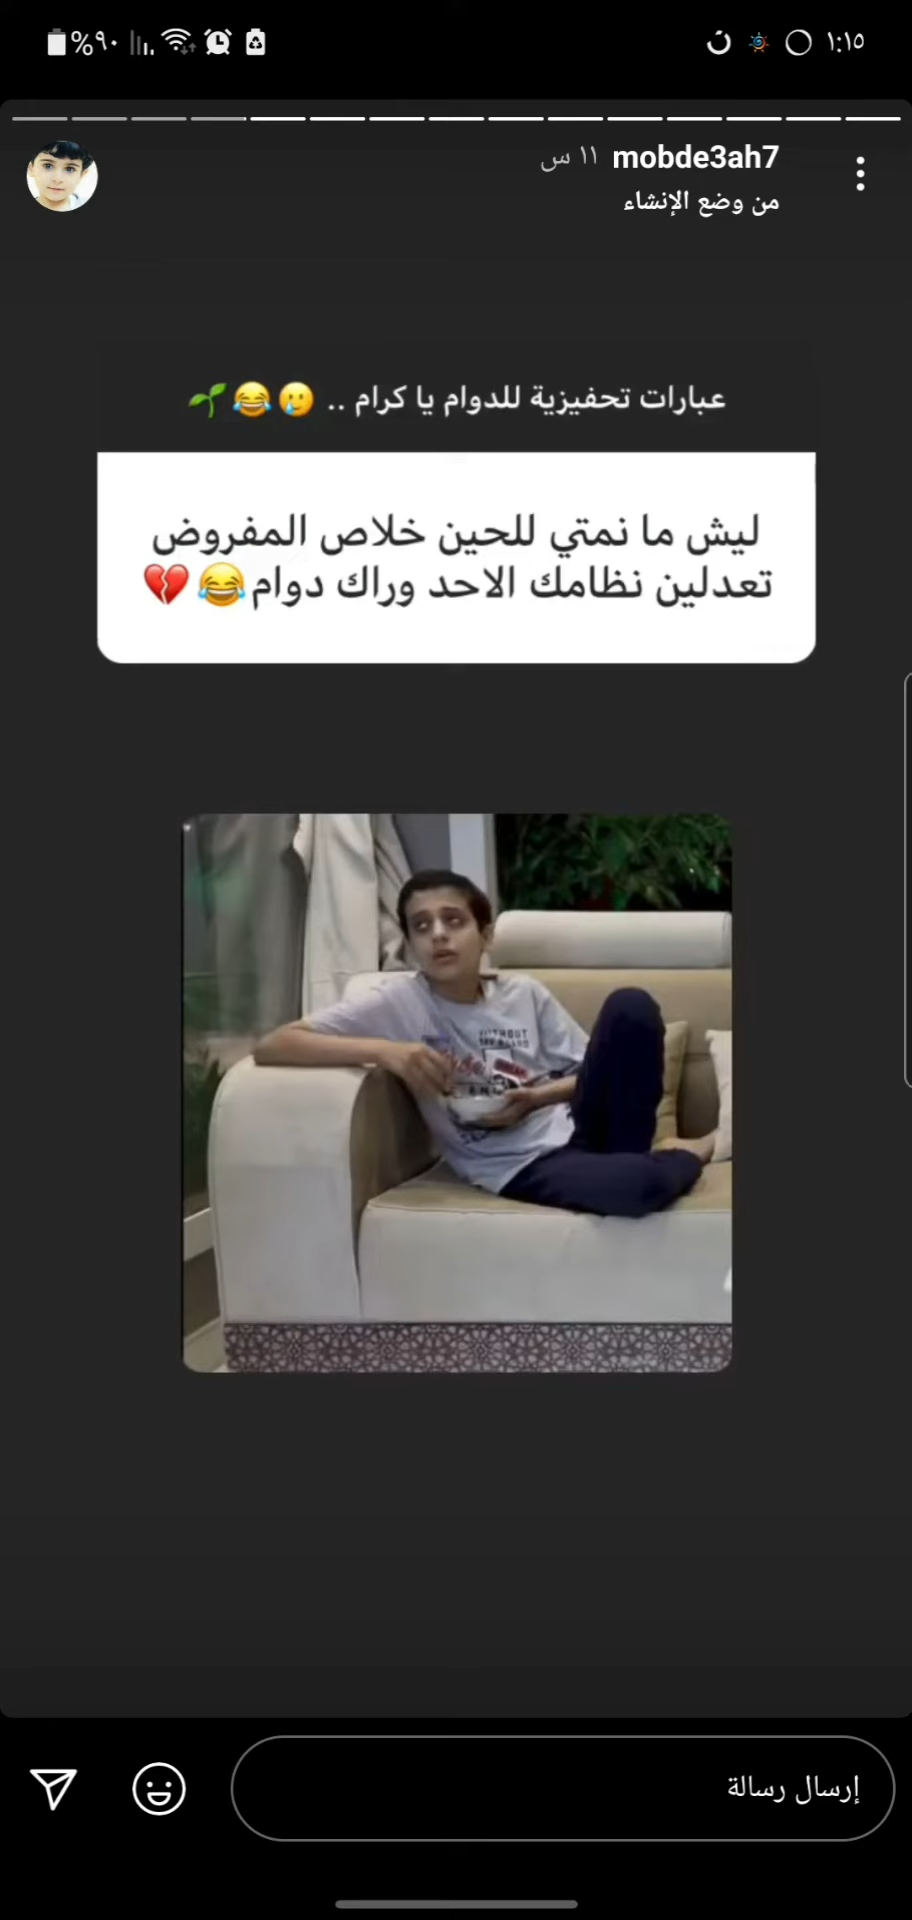 ١:١٥
%٩٠
mobde3ah7 ١١ س
من وضع الإنشاء
عبارات تحفيزية للدوام يا كرام .. 🥲😂🌱
ليش ما نمتي للحين خلاص المفروض
تعدلين نظامك الاحد وراك دوام😂💔
WITHOUT
إرسال رسالة